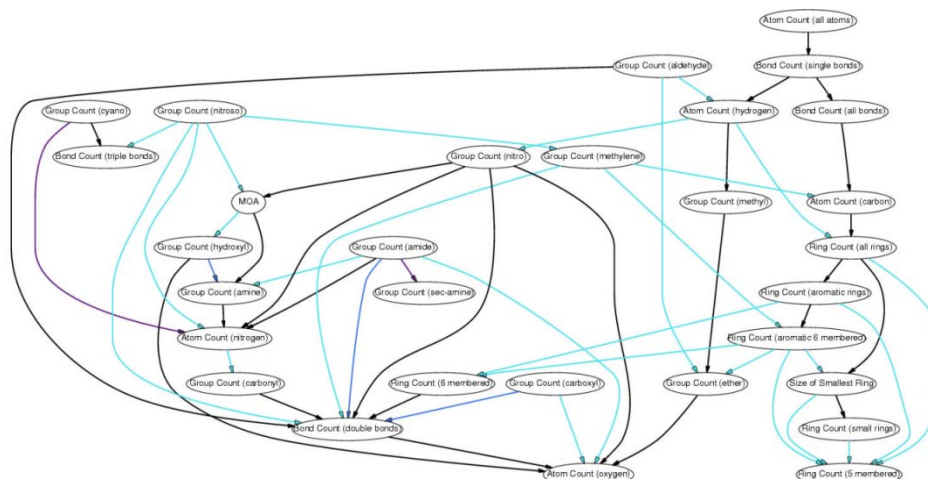 Atom Count (all atoms)
Group Count (aldehyde)
Bond Count (single bonds)
Group Count (cyano)
Group Count (nitroso)
Atom Count (hydrogen)
Bond Count (all bonds)
Bond Count (triple bonds)
Group Count (nitro)
Group Count (methylene)
MOA
Group Count (methyl)
Atom Count (carbon)
Group Count (hydroxyl)
Group Count (amide)
Ring Count (all rings)
Group Count (amine)
Group Count (sec-amine)
Ring Count (aromatic rings)
Atom Count (nitrogen)
Ring Count (aromatic 6 membered)
Group Count (carbonyl)
Ring Count (6 membered)
Group Count (carboxyl)
Group Count (ether)
Size of Smallest Ring
Bond Count (double bonds)
Ring Count (small rings)
Atom Count (oxygen)
Ring Count (5 membered)